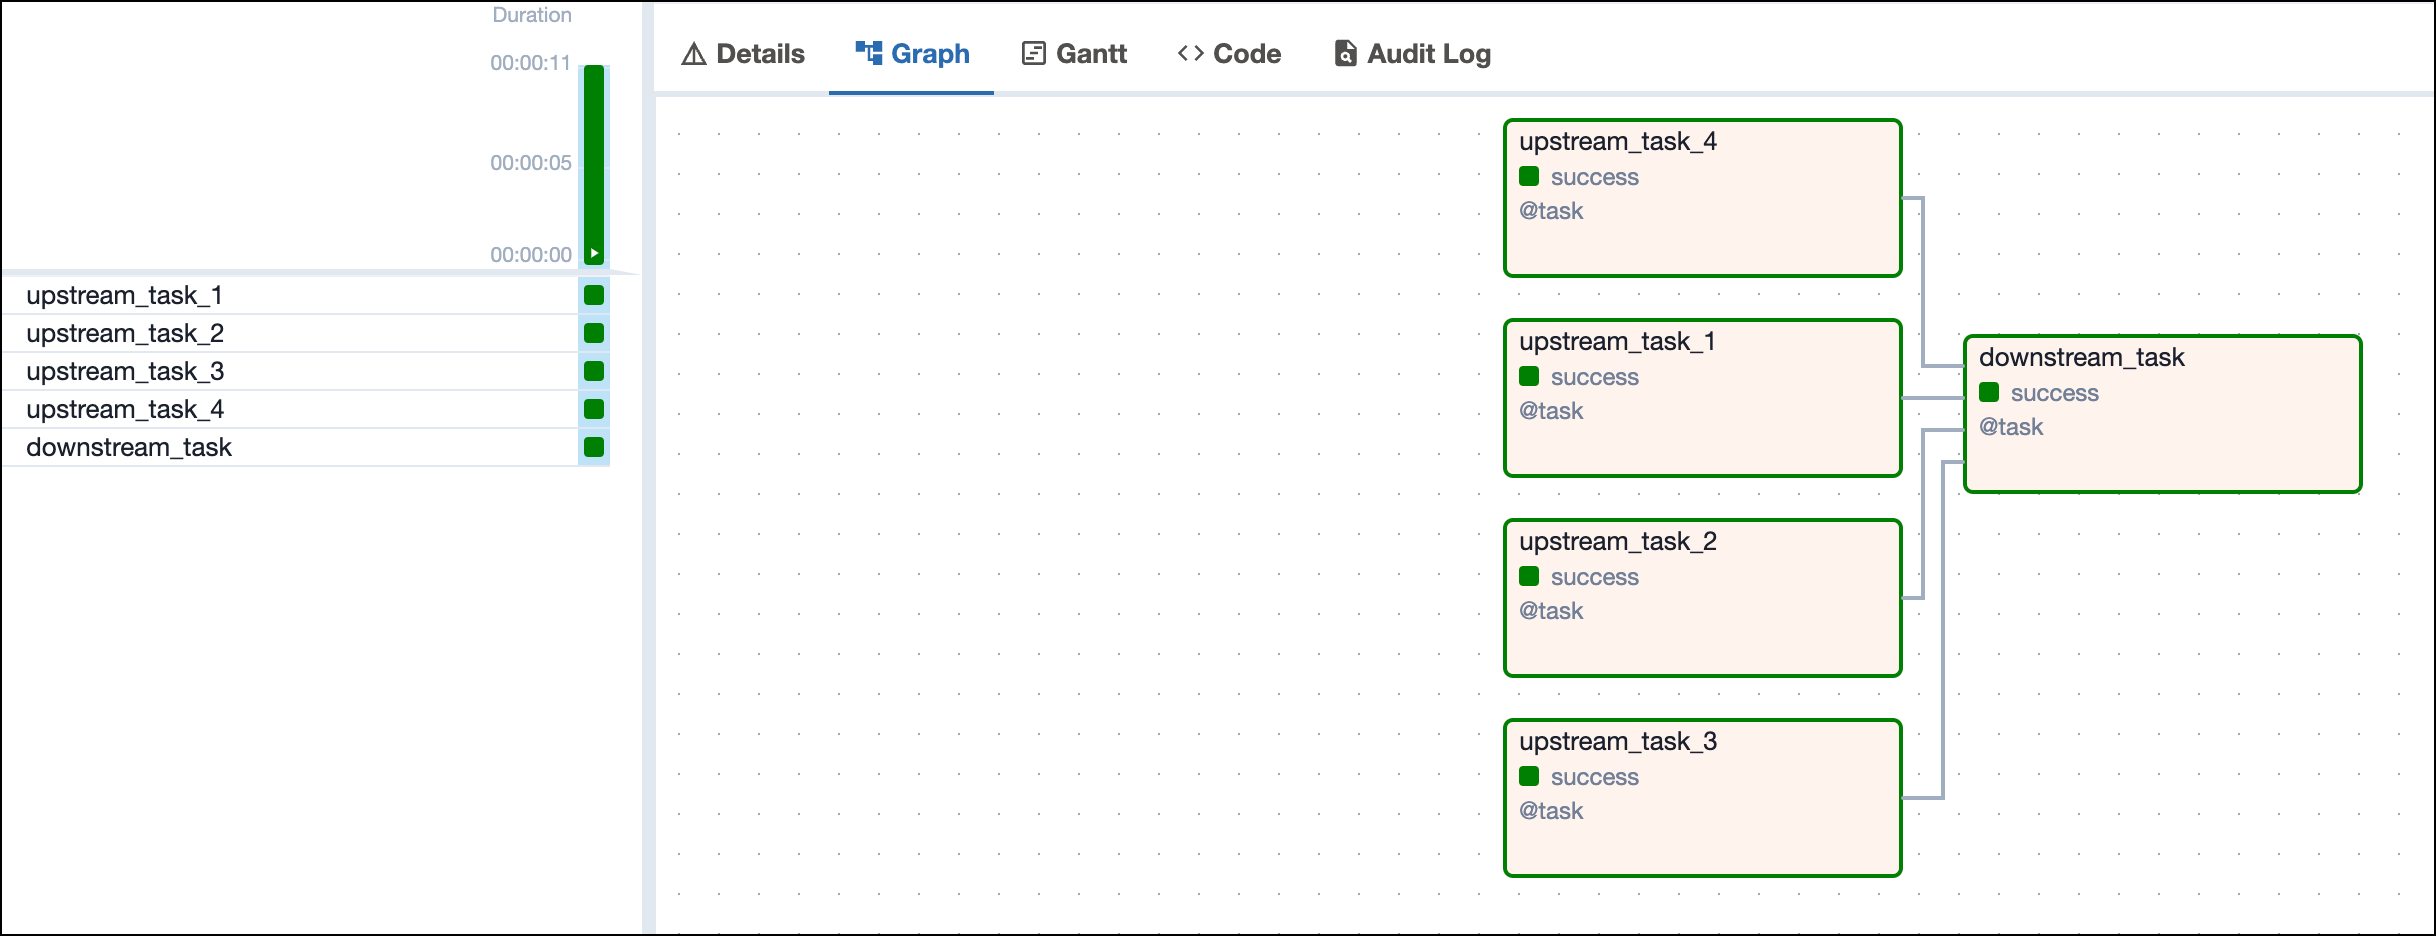 Duration
00:00:11
00:00:05
00:00:00
upstream_task_1
upstream_task_2
upstream_task_3
upstream_task_4
downstream_task
Details Graph Gantt Code Audit Log
upstream_task_4
success
@task
upstream_task_1
success
@task
upstream_task_2
success
@task
upstream_task_3
success
@task
downstream_task
success
@task